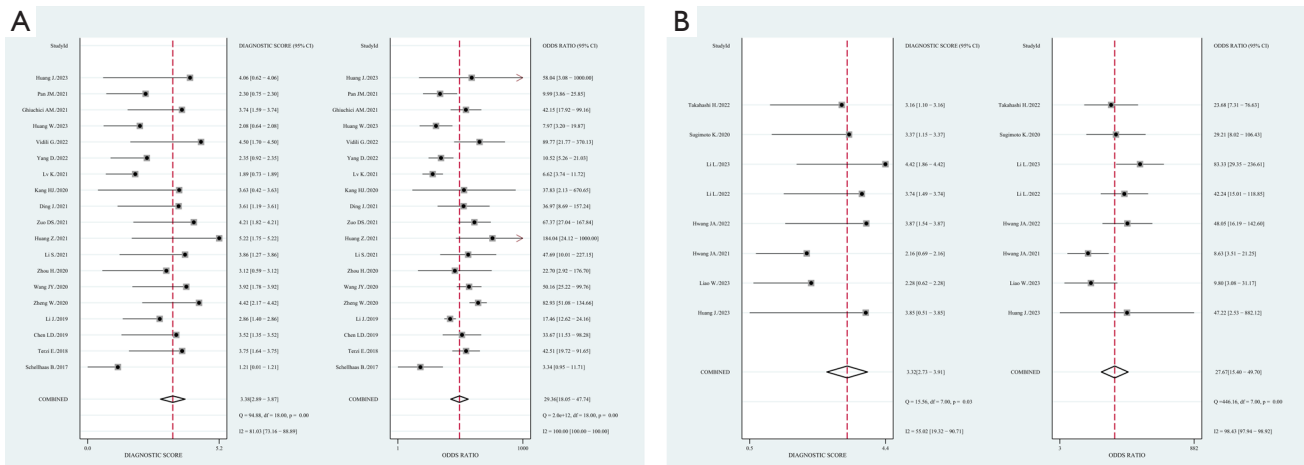 A
StudyId
DIAGNOSTIC SCORE (95% CI)
Huang J./2023
4.06 [0.62 − 4.06]
Pan JM./2021
2.30 [0.75 − 2.30]
Ghiuchici AM./2021
3.74 [1.59 − 3.74]
Huang W./2023
2.08 [0.64 − 2.08]
Vidili G./2022
4.50 [1.70 − 4.50]
Yang D./2022
2.35 [0.92 − 2.35]
Lv K./2021
1.89 [0.73 − 1.89]
Kang HJ./2020
3.63 [0.42 − 3.63]
Ding J./2021
3.61 [1.19 − 3.61]
Zuo DS./2021
4.21 [1.82 − 4.21]
Huang Z./2021
5.22 [1.75 − 5.22]
Li S./2021
3.86 [1.27 − 3.86]
Zhou H./2020
3.12 [0.59 − 3.12]
Wang JY./2020
3.92 [1.78 − 3.92]
Zheng W./2020
4.42 [2.17 − 4.42]
Li J./2019
2.86 [1.40 − 2.86]
Chen LD./2019
3.52 [1.35 − 3.52]
Terzi E./2018
3.75 [1.64 − 3.75]
Schellhaas B./2017
1.21 [0.01 − 1.21]
COMBINED
3.38[2.89 − 3.87]
Q = 94.88, df = 18.00, p = 0.00
I2 = 81.03 [73.16 − 88.89]
0.0
5.2
DIAGNOSTIC SCORE
StudyId
ODDS RATIO (95% CI)
Huang J./2023
58.04 [3.08 − 1000.00]
Pan JM./2021
9.99 [3.86 − 25.85]
Ghiuchici AM./2021
42.15 [17.92 − 99.16]
Huang W./2023
7.97 [3.20 − 19.87]
Vidili G./2022
89.77 [21.77 − 370.13]
Yang D./2022
10.52 [5.26 − 21.03]
Lv K./2021
6.62 [3.74 − 11.72]
Kang HJ./2020
37.83 [2.13 − 670.65]
Ding J./2021
36.97 [8.69 − 157.24]
Zuo DS./2021
67.37 [27.04 − 167.84]
Huang Z./2021
184.04 [24.12 − 1000.00]
Li S./2021
47.69 [10.01 − 227.15]
Zhou H./2020
22.70 [2.92 − 176.70]
Wang JY./2020
50.16 [25.22 − 99.76]
Zheng W./2020
82.93 [51.08 − 134.66]
Li J./2019
17.46 [12.62 − 24.16]
Chen LD./2019
33.67 [11.53 − 98.28]
Terzi E./2018
42.51 [19.72 − 91.65]
Schellhaas B./2017
3.34 [0.95 − 11.71]
COMBINED
29.36[18.05 − 47.74]
Q = 2.0e+12, df = 18.00, p = 0.00
I2 = 100.00 [100.00 − 100.00]
1
1000
ODDS RATIO
B
StudyId
DIAGNOSTIC SCORE (95% CI)
Takahashi H./2022
3.16 [1.10 − 3.16]
Sugimoto K./2020
3.37 [1.15 − 3.37]
Li L./2023
4.42 [1.86 − 4.42]
Li L./2022
3.74 [1.49 − 3.74]
Hwang JA./2022
3.87 [1.54 − 3.87]
Hwang JA./2021
2.16 [0.69 − 2.16]
Liao W./2023
2.28 [0.62 − 2.28]
Huang J./2023
3.85 [0.51 − 3.85]
COMBINED
3.32[2.73 − 3.91]
Q = 15.56, df = 7.00, p = 0.03
I2 = 55.02 [19.32 − 90.71]
0.5
4.4
DIAGNOSTIC SCORE
StudyId
ODDS RATIO (95% CI)
Takahashi H./2022
23.68 [7.31 − 76.63]
Sugimoto K./2020
29.21 [8.02 − 106.43]
Li L./2023
83.33 [29.35 − 236.61]
Li L./2022
42.24 [15.01 − 118.85]
Hwang JA./2022
48.05 [16.19 − 142.60]
Hwang JA./2021
8.63 [3.51 − 21.25]
Liao W./2023
9.80 [3.08 − 31.17]
Huang J./2023
47.22 [2.53 − 882.12]
COMBINED
27.67[15.40 − 49.70]
Q =446.16, df = 7.00, p = 0.00
I2 = 98.43 [97.94 − 98.92]
3
882
ODDS RATIO